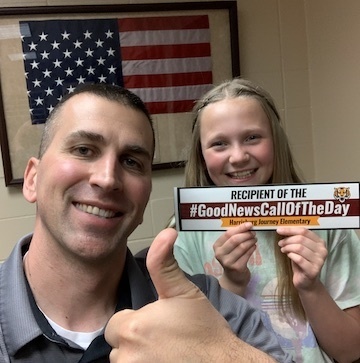 RECIPIENT OF THE
#GoodNewsCallOfTheDay
Harrisburg Journey Elementary